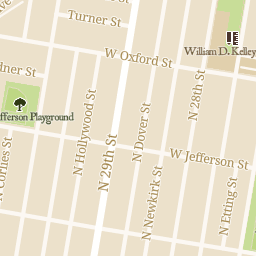 Turner St
W Oxford St
William D. Kelley
dner St
fferson Playground
N Hollywood St
N 29th St
N Dover St
N 28th St
W Jefferson St
N Corlies St
N Newkirk St
N Etting St